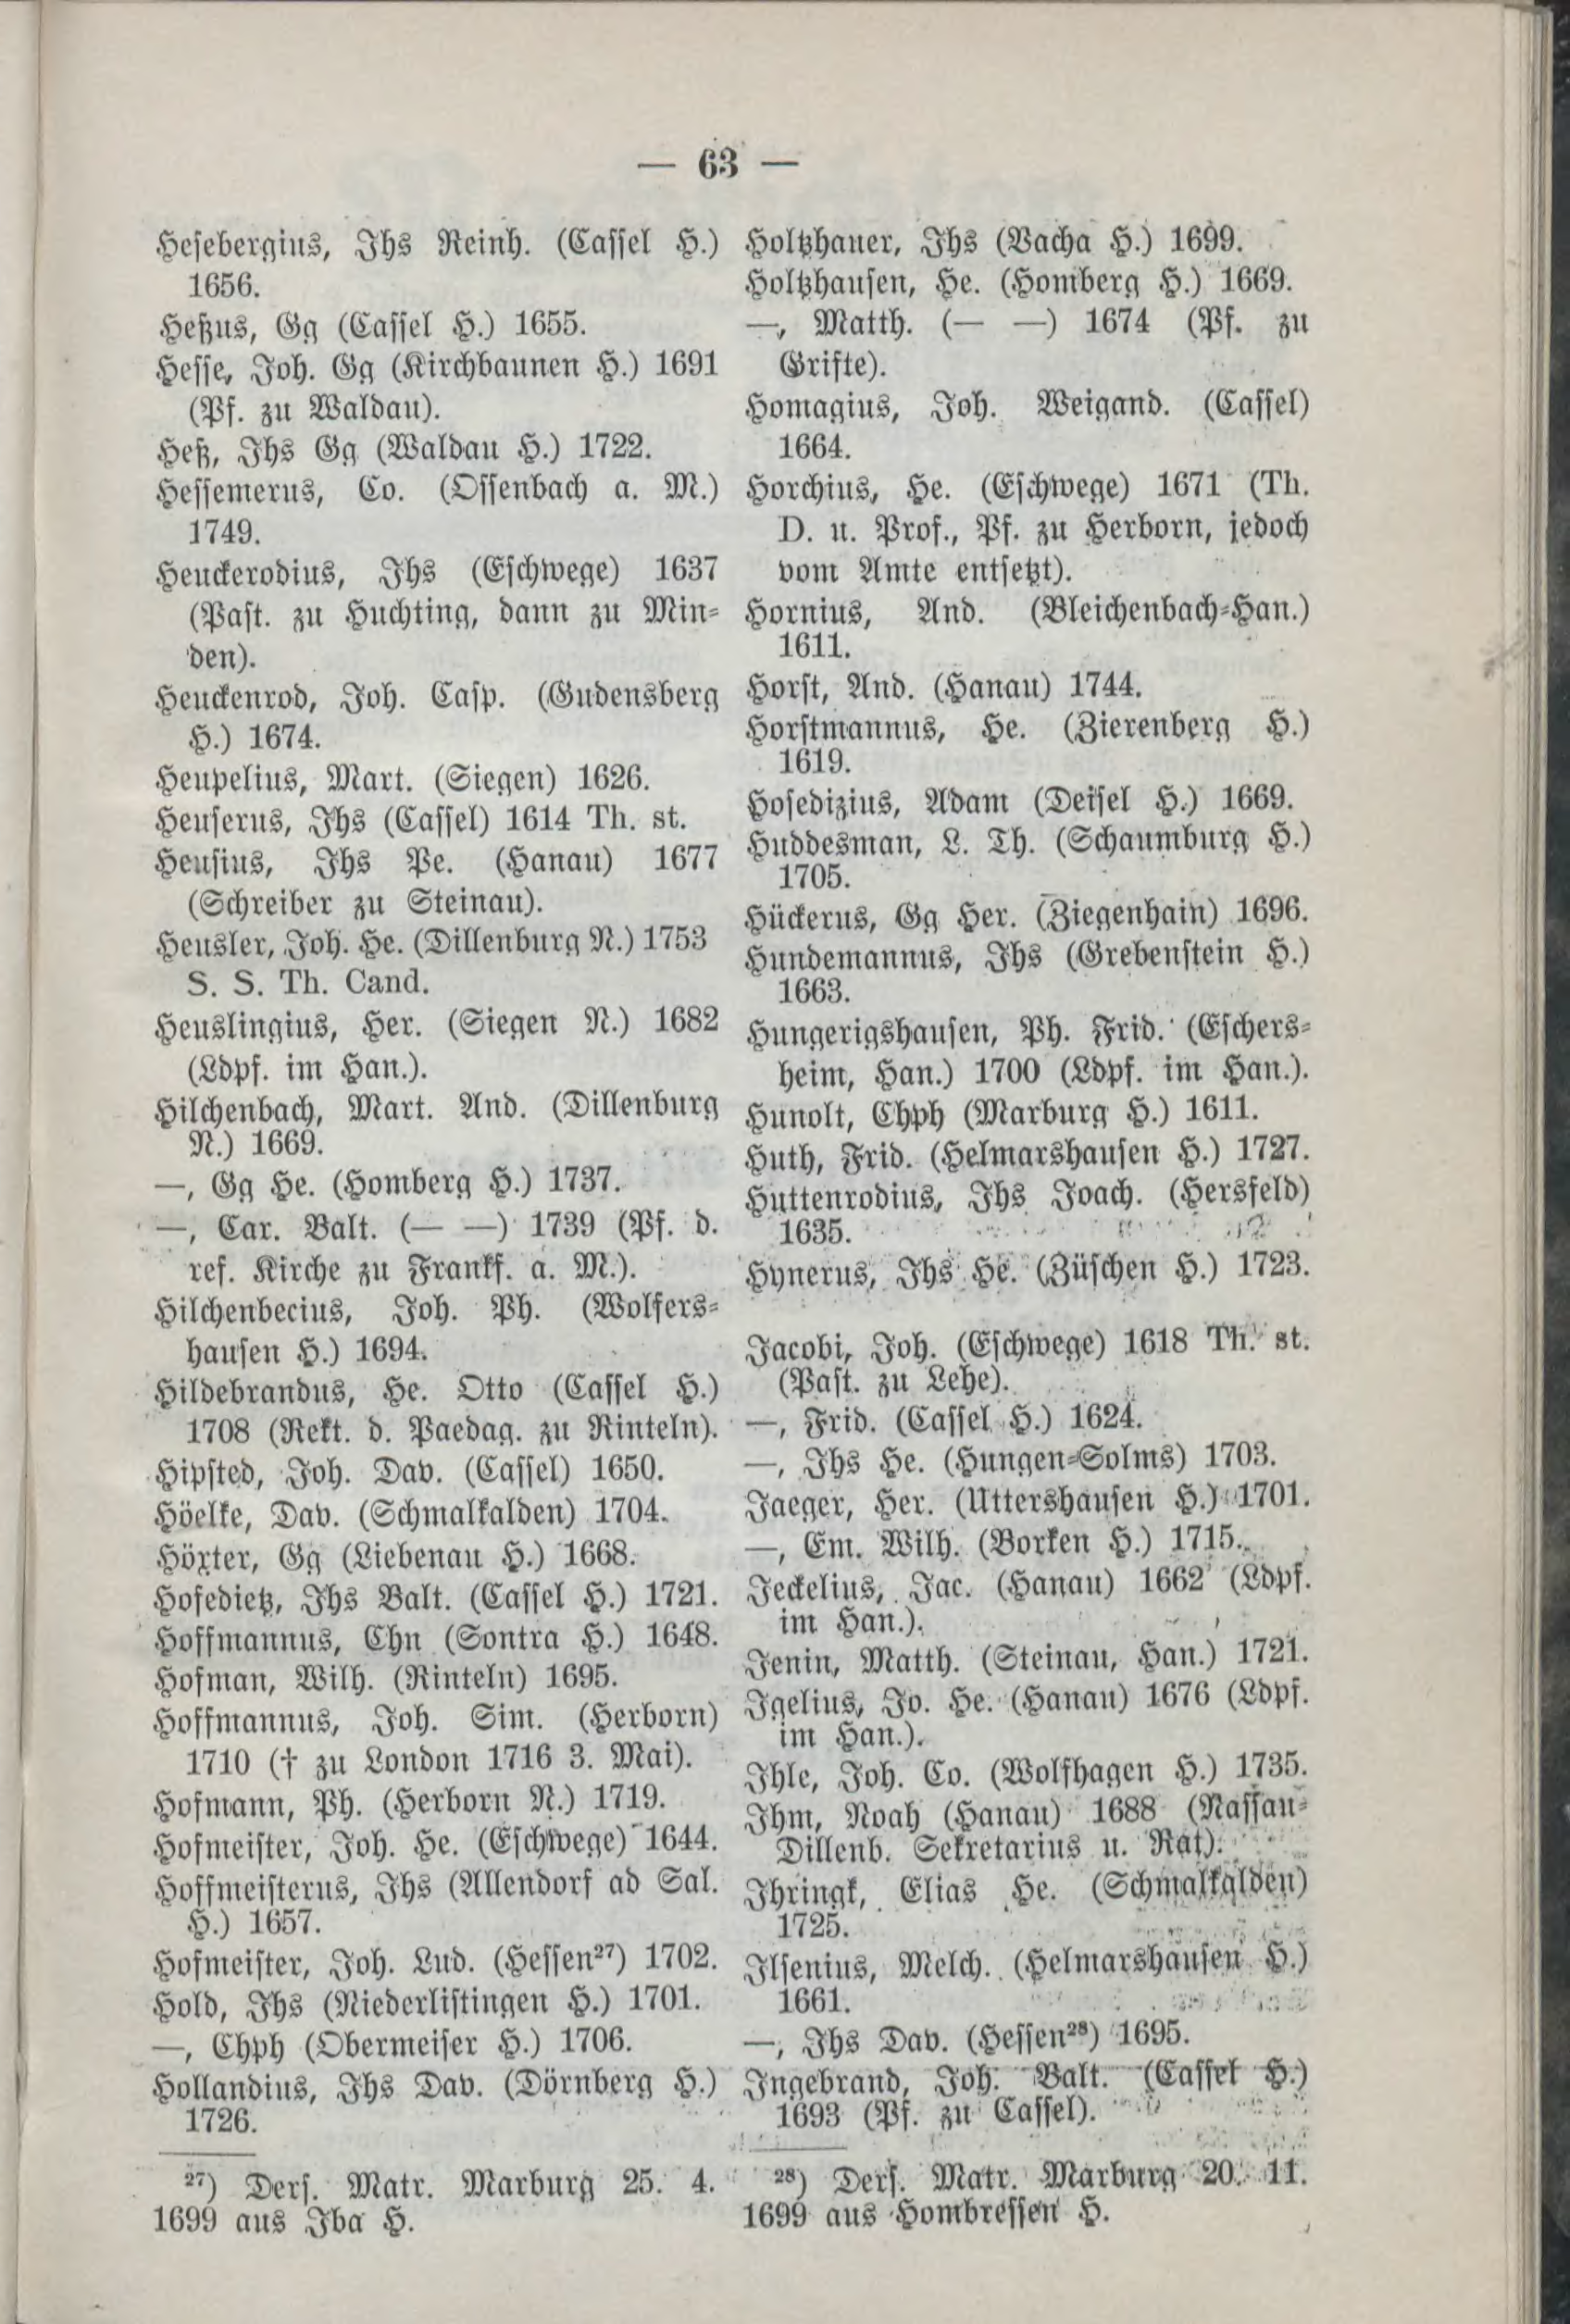 — 63 —
Hesebergius, Jhs Reinh. (Cassel H.)
1656.
Heßus, Gg (Cassel H.) 1655.
Hesse, Joh. Gg (Kirchbaunen H.) 1691
(Pf. zu Waldau).
Heß, Jhs Gg (Waldau H.) 1722.
Hessemerus, Co. (Offenbach a. M.)
1749.
Heuckerodius, Jhs (Eschwege) 1637
(Past. zu Huchting, dann zu Min-
den).
Heuckenrod, Joh. Casp. (Gudensberg
H.) 1674.
Heupelius, Mart. (Siegen) 1626.
Heuserus, Jhs (Cassel) 1614 Th. st.
Heusius, Jhs Pe. (Hanau) 1677
(Schreiber zu Steinau).
Heusler, Joh. He. (Dillenburg N.) 1753
S. S. Th. Cand.
Heuslingius, Her. (Siegen N.) 1682
(Ldpf. im Han.).
Hilchenbach, Mart. And. (Dillenburg
N.) 1669.
—, Gg He. (Homberg H.) 1737.
—, Car. Balt. (— —) 1739 (Pf. d.
ref. Kirche zu Frankf. a. M.).
Hilchenbecius, Joh. Ph. (Wolfers-
hausen H.) 1694.
Hildebrandus, He. Otto (Cassel H.)
1708 (Rekt. d. Paedag. zu Rinteln).
Hipsted, Joh. Dav. (Cassel) 1650.
Höelke, Dav. (Schmalkalden) 1704.
Höxter, Gg (Liebenau H.) 1668.
Hofedietz, Jhs Balt. (Cassel H.) 1721.
Hoffmannus, Chn (Sontra H.) 1648.
Hofman, Wilh. (Rinteln) 1695.
Hoffmannus, Joh. Sim. (Herborn)
1710 († zu London 1716 3. Mai).
Hofmann, Ph. (Herborn N.) 1719.
Hofmeister, Joh. He. (Eschwege) 1644.
Hoffmeisterus, Jhs (Allendorf ad Sal.
H.) 1657.
Hofmeister, Joh. Lud. (Hessen²⁷) 1702.
Hold, Jhs (Niederlistingen H.) 1701.
—, Chph (Obermeiser H.) 1706.
Hollandius, Jhs Dav. (Dörnberg H.)
1726.
²⁷) Ders. Matr. Marburg 25. 4.
1699 aus Iba H.
Holtzhauer, Jhs (Vacha H.) 1699.
Holtzhausen, He. (Homberg H.) 1669.
—, Matth. (— —) 1674 (Pf. zu
Grifte).
Homagius, Joh. Weigand. (Cassel)
1664.
Horchius, He. (Eschwege) 1671 (Th.
D. u. Prof., Pf. zu Herborn, jedoch
vom Amte entsetzt).
Hornius, And. (Bleichenbach-Han.)
1611.
Horst, And. (Hanau) 1744.
Horstmannus, He. (Zierenberg H.)
1619.
Hosedizius, Adam (Deisel H.) 1669.
Huddesman, L. Th. (Schaumburg H.)
1705.
Hückerus, Gg Her. (Ziegenhain) 1696.
Hundemannus, Jhs (Grebenstein H.)
1663.
Hungerigshausen, Ph. Frid. (Eschers-
heim, Han.) 1700 (Ldpf. im Han.).
Hunolt, Chph (Marburg H.) 1611.
Huth, Frid. (Helmarshausen H.) 1727.
Huttenrodius, Jhs Joach. (Hersfeld)
1635.
Hynerus, Jhs He. (Züschen H.) 1723.
Jacobi, Joh. (Eschwege) 1618 Th. st.
(Past. zu Lehe).
—, Frid. (Cassel H.) 1624.
—, Jhs He. (Hungen-Solms) 1703.
Jaeger, Her. (Uttershausen H.) 1701.
—, Em. Wilh. (Borken H.) 1715.
Jeckelius, Jac. (Hanau) 1662 (Ldpf.
im Han.).
Jenin, Matth. (Steinau, Han.) 1721.
Igelius, Jo. He. (Hanau) 1676 (Ldpf.
im Han.).
Ihle, Joh. Co. (Wolfhagen H.) 1735.
Ihm, Noah (Hanau) 1688 (Nassau-
Dillenb. Sekretarius u. Rat).
Ihringk, Elias He. (Schmalkalden)
1725.
Ilsenius, Melch. (Helmarshausen H.)
1661.
—, Jhs Dav. (Hessen²⁸) 1695.
Ingebrand, Joh. Balt. (Cassel H.)
1693 (Pf. zu Cassel).
²⁸) Ders. Matr. Marburg 20. 11.
1699 aus Hombressen H.